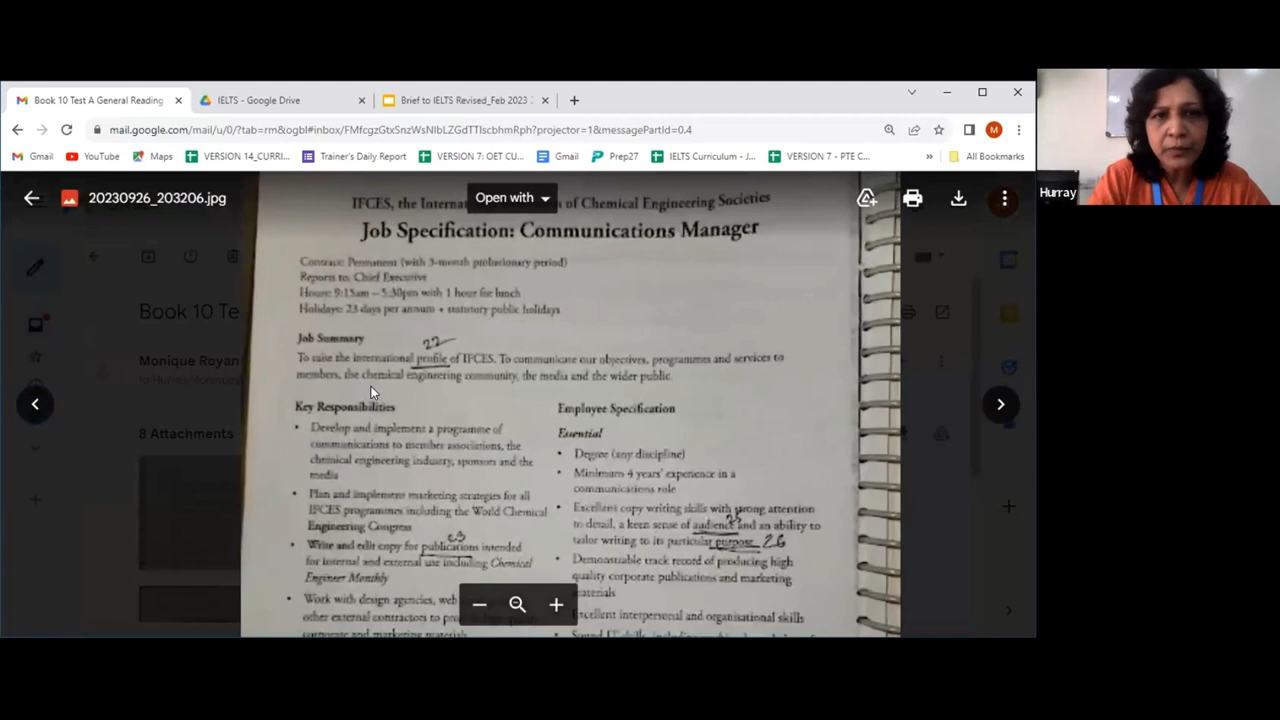 Book 10 Test A General Reading
IELTS - Google Drive
Brief to IELTS Revised_Feb 2023
mail.google.com/mail/u/0/?tab=rm&ogbl#inbox/FMfcgzGtxSnzWsNlbLZGdTTIscbhmRph?projector=1&messagePartId=0.4
M
Gmail
YouTube
Maps
VERSION 14_CURRI...
Trainer's Daily Report
VERSION 7: OET CU...
Gmail
Prep27
IELTS Curriculum - J...
VERSION 7 - PTE C...
»
All Bookmarks
Hurray
20230926_203206.jpg
Open with
IFCES, the of Chemical Engineering Societies
Job Specification: Communications Manager
Contract: Permanent (with 3-month probationary period)
Reports to: Chief Executive
Hours: 9:15am – 5:30pm with 1 hour for lunch
Holidays: 23 days per annum + statutory public holidays
Job Summary
22
To raise the international profile of IFCES. To communicate our objectives, programmes and services to
members, the chemical engineering community, the media and the wider public.
Key Responsibilities
• Develop and implement a programme of
communications to member associations, the
chemical engineering industry, sponsors and the
media
• Plan and implement marketing strategies for all
IFCES programmes including the World Chemical
Engineering Congress
• Write and edit copy for publications intended
for internal and external use including Chemical
Engineer Monthly
• Work with design agencies, web
other external contractors to
corporate and marketing materials
Employee Specification
Essential
• Degree (any discipline)
• Minimum 4 years' experience in a
communications role
• Excellent copy writing skills with strong attention
to detail, a keen sense of audience and an ability to
tailor writing to its particular purpose 26
• Demonstrable track record of producing high
quality corporate publications and marketing
materials
Excellent interpersonal and organisational skills
Book 10 Te
Monique Royan
8 Attachments